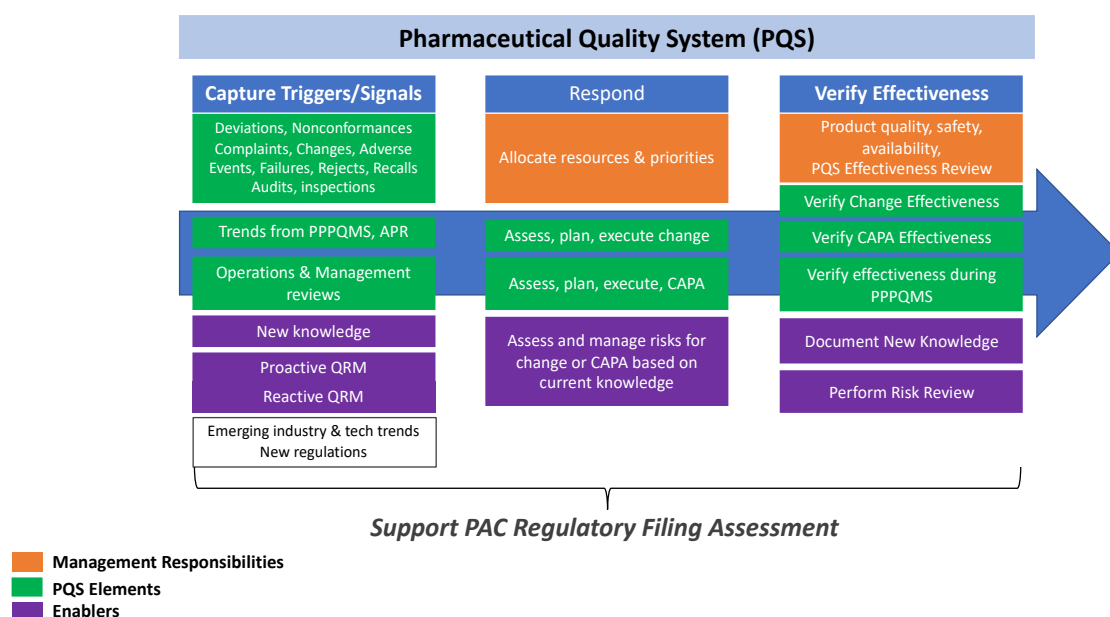 Pharmaceutical Quality System (PQS)
Capture Triggers/Signals
Deviations, Nonconformances
Complaints, Changes, Adverse
Events, Failures, Rejects, Recalls
Audits, inspections
Trends from PPPQMS, APR
Operations & Management
reviews
New knowledge
Proactive QRM
Reactive QRM
Emerging industry & tech trends
New regulations
Respond
Allocate resources & priorities
Assess, plan, execute change
Assess, plan, execute, CAPA
Assess and manage risks for
change or CAPA based on
current knowledge
Verify Effectiveness
Product quality, safety,
availability,
PQS Effectiveness Review
Verify Change Effectiveness
Verify CAPA Effectiveness
Verify effectiveness during
PPPQMS
Document New Knowledge
Perform Risk Review
Support PAC Regulatory Filing Assessment
Management Responsibilities
PQS Elements
Enablers